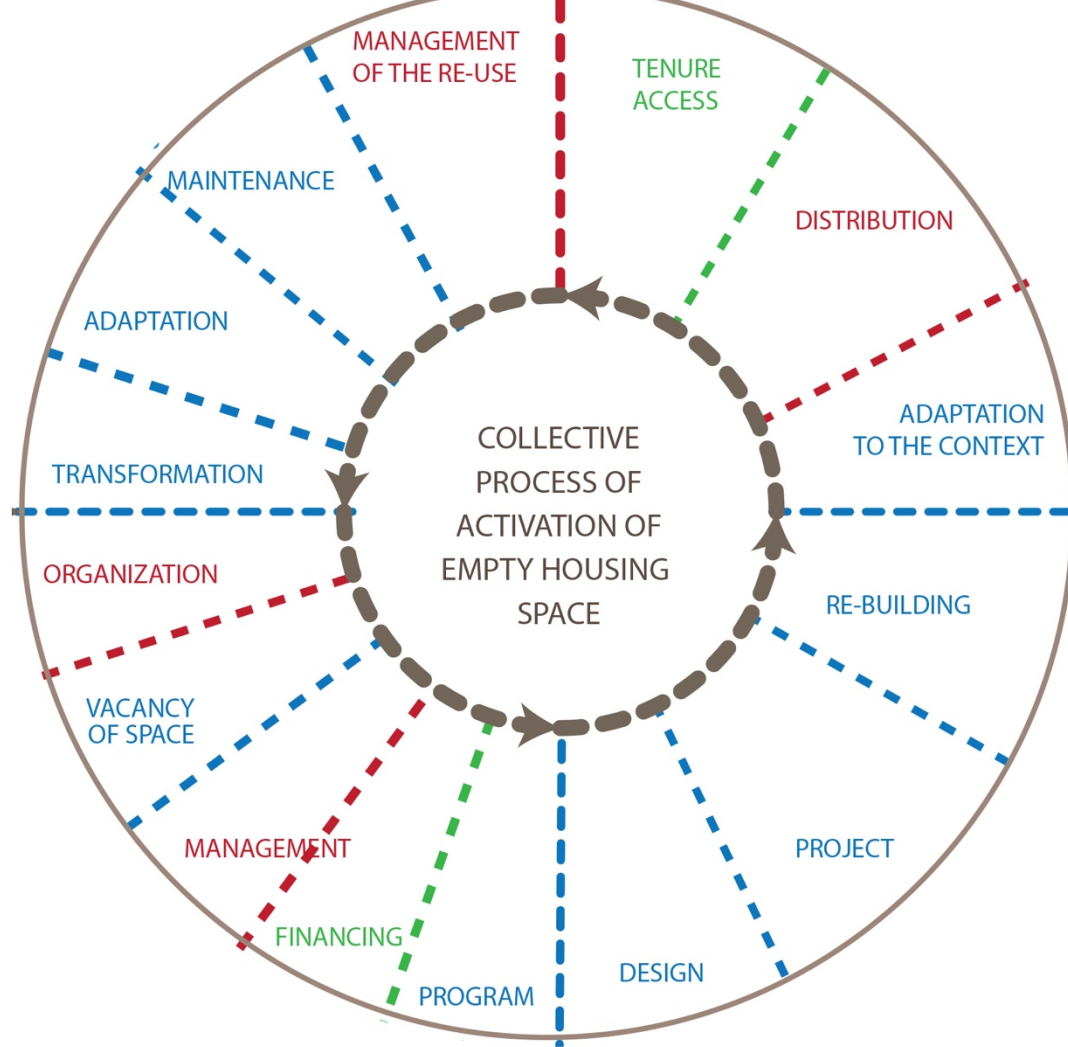 MANAGEMENT
OF THE RE-USE
TENURE
ACCESS
DISTRIBUTION
ADAPTATION
TO THE CONTEXT
RE-BUILDING
PROJECT
DESIGN
PROGRAM
FINANCING
MANAGEMENT
VACANCY
OF SPACE
ORGANIZATION
TRANSFORMATION
ADAPTATION
MAINTENANCE
COLLECTIVE
PROCESS OF
ACTIVATION OF
EMPTY HOUSING
SPACE